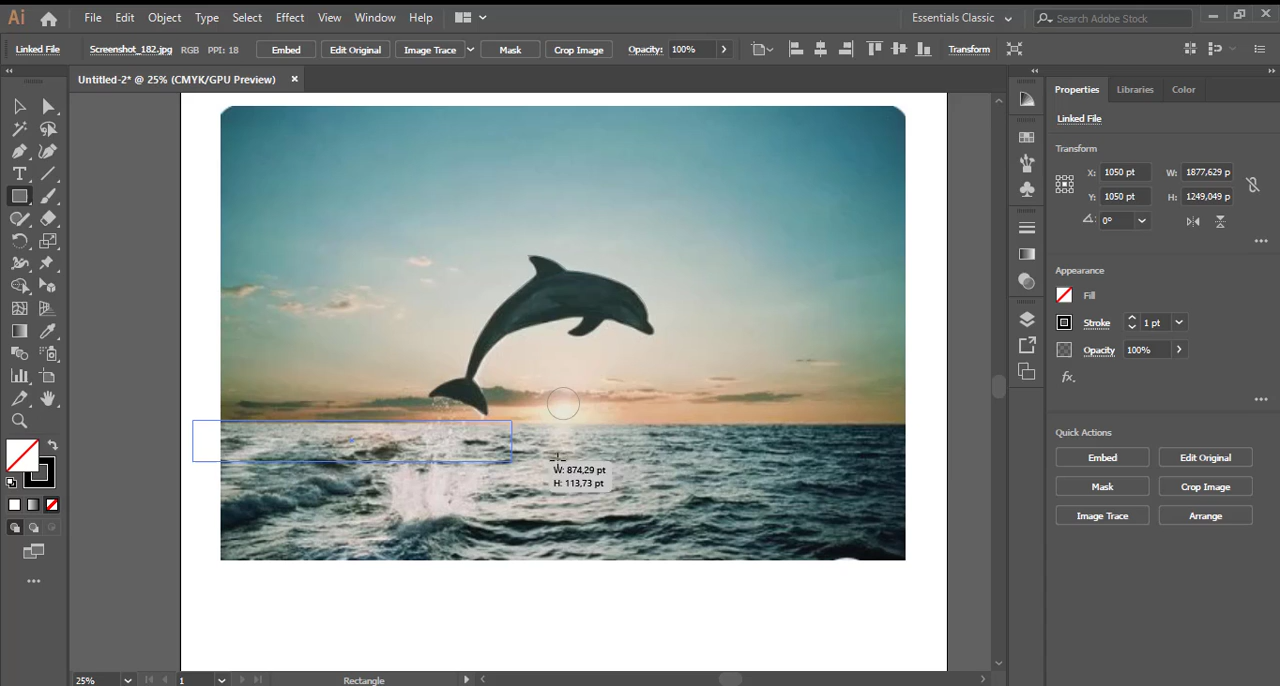 Ai File Edit Object Type Select Effect View Window Help Essentials Classic Search Adobe Stock
Linked File Screenshot_182.jpg RGB PPI: 18 Embed Edit Original Image Trace Mask Crop Image Opacity: 100% Transform
Untitled-2* @ 25% (CMYK/GPU Preview)
Properties Libraries Color
Linked File
Transform
X: 1050 pt W: 1877,629 p
Y: 1050 pt H: 1249,049 p
0°
Appearance
Fill
Stroke 1 pt
Opacity 100%
fx.
Quick Actions
Embed Edit Original
Mask Crop Image
Image Trace Arrange
W: 874,29 pt
H: 113,73 pt
25% 1 Rectangle